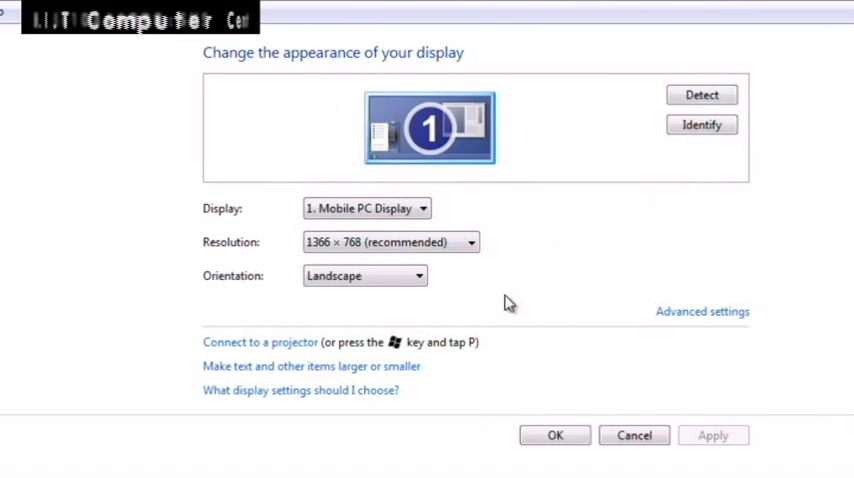 Computer Cen
Change the appearance of your display
1
Detect
Identify
Display: 1. Mobile PC Display
Resolution: 1366 × 768 (recommended)
Orientation: Landscape
Advanced settings
Connect to a projector (or press the key and tap P)
Make text and other items larger or smaller
What display settings should I choose?
OK Cancel Apply